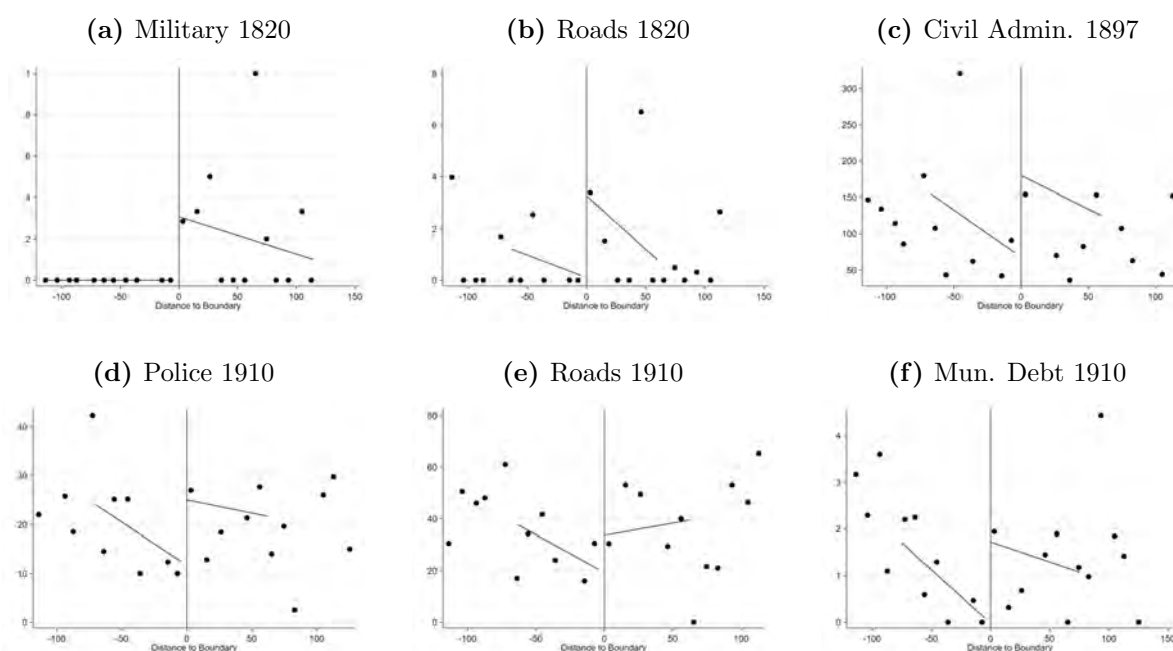 (a) Military 1820
(b) Roads 1820
(c) Civil Admin. 1897
1
.8
.6
.4
.2
0
-100 -50 0 50 100 150
Distance to Boundary
8
6
4
2
0
-100 -50 0 50 100 150
Distance to Boundary
300
250
200
150
100
50
-100 -50 0 50 100
Distance to Boundary
(d) Police 1910
(e) Roads 1910
(f) Mun. Debt 1910
40
30
20
10
0
-100 -50 0 50 100
Distance to Boundary
80
60
40
20
0
-100 -50 0 50 100
Distance to Boundary
4
3
2
1
0
-100 -50 0 50 100
Distance to Boundary